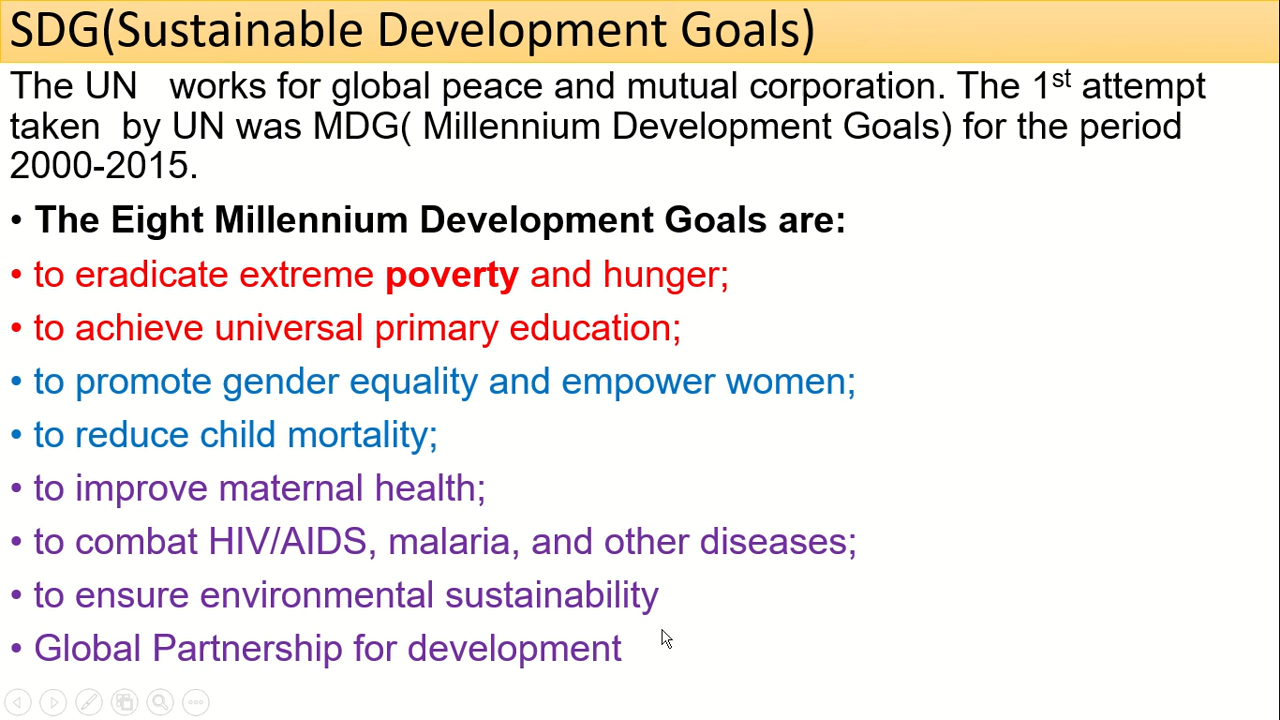 SDG(Sustainable Development Goals)
The UN   works for global peace and mutual corporation. The 1st attempt
taken  by UN was MDG( Millennium Development Goals) for the period
2000-2015.
• The Eight Millennium Development Goals are:
• to eradicate extreme poverty and hunger;
• to achieve universal primary education;
• to promote gender equality and empower women;
• to reduce child mortality;
• to improve maternal health;
• to combat HIV/AIDS, malaria, and other diseases;
• to ensure environmental sustainability
• Global Partnership for development